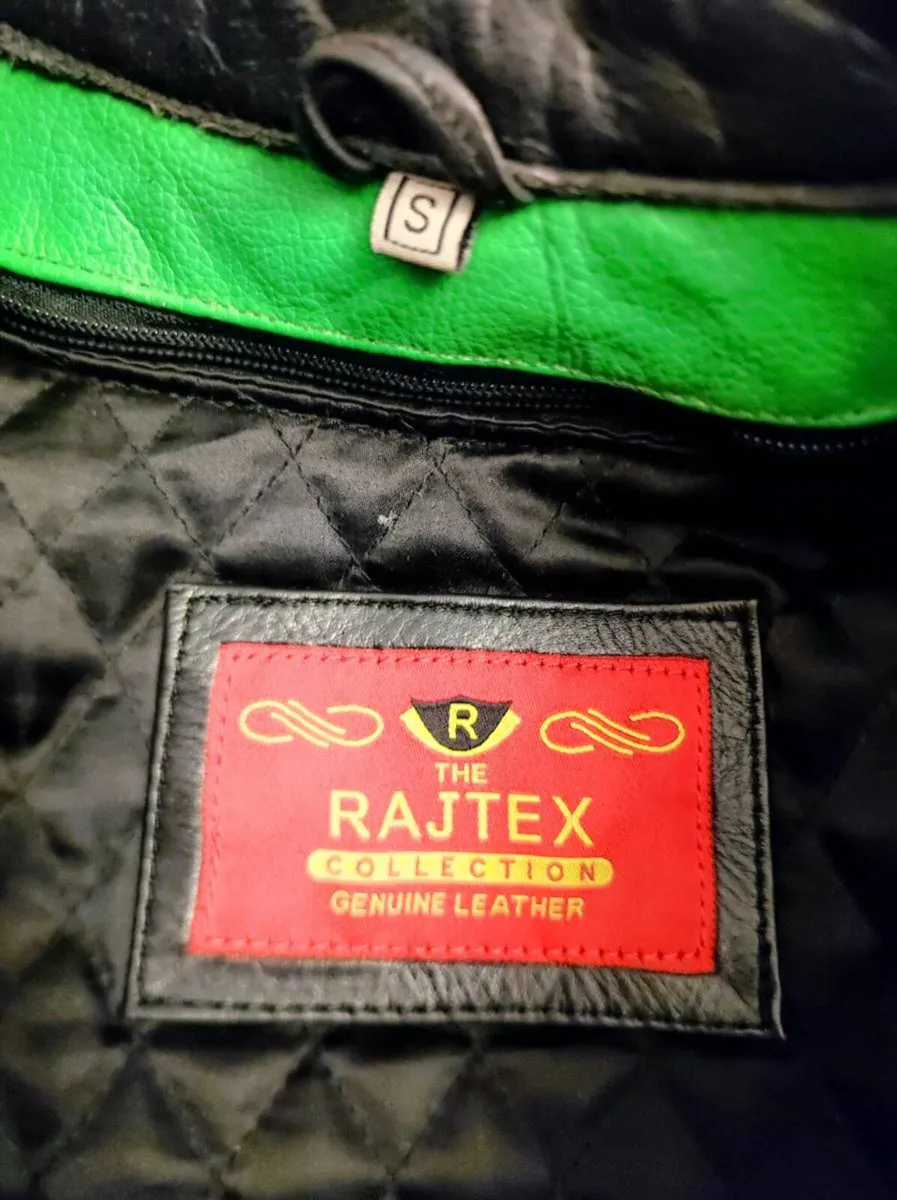 S
R
THE
RAJTEX
COLLECTION
GENUINE LEATHER